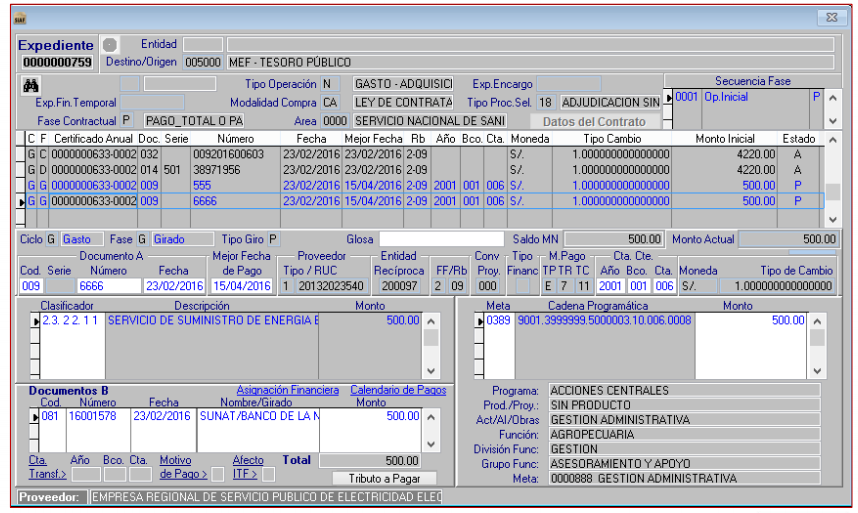 SIAF
Expediente Entidad
0000000759 Destino/Origen 005000 MEF - TESORO PÚBLICO
Tipo Operación N GASTO - ADQUISICI Exp.Encargo Secuencia Fase
Exp.Fin.Temporal Modalidad Compra CA LEY DE CONTRATA Tipo Proc.Sel. 18 ADJUDICACION SIN 0001 Op.Inicial P
Fase Contractual P PAGO_TOTAL O PA Area 0000 SERVICIO NACIONAL DE SANI Datos del Contrato
C F Certificado Anual Doc. Serie Número Fecha Mejor Fecha Rb Año Bco. Cta. Moneda Tipo Cambio Monto Inicial Estado
G C 0000000633-0002 032 009201600603 23/02/2016 23/02/2016 2-09 S/. 1.000000000000000 4220.00 A
G D 0000000633-0002 014 501 38971956 23/02/2016 23/02/2016 2-09 S/. 1.000000000000000 4220.00 A
G G 0000000633-0002 009 555 23/02/2016 15/04/2016 2-09 2001 001 006 S/. 1.000000000000000 500.00 P
G G 0000000633-0002 009 6666 23/02/2016 15/04/2016 2-09 2001 001 006 S/. 1.000000000000000 500.00 P
Ciclo G Gasto Fase G Girado Tipo Giro P Glosa Saldo MN 500.00 Monto Actual 500.00
Documento A Mejor Fecha Proveedor Entidad Conv Tipo M.Pago Cta. Cte.
Cod. Serie Número Fecha de Pago Tipo / RUC Recíproca FF/Rb Proy. Financ TP TR TC Año Bco. Cta. Moneda Tipo de Cambio
009 6666 23/02/2016 15/04/2016 1 20132023540 200097 2 09 000 E 7 11 2001 001 006 S/. 1.000000000000
Clasificador Descripción Monto Meta Cadena Programática Monto
2.3. 2 2. 1 1 SERVICIO DE SUMINISTRO DE ENERGIA E 500.00 0389 9001.3999999.5000003.10.006.0008 500.00
Documentos B Asignación Financiera Calendario de Pagos
Cod. Número Fecha Nombre/Girado Monto
081 16001578 23/02/2016 SUNAT/BANCO DE LA N 500.00
Cta. Año Bco. Cta. Motivo Afecto Total 500.00
Transf.> de Pago > ITF > Tributo a Pagar
Programa: ACCIONES CENTRALES
Prod./Proy.: SIN PRODUCTO
Act/AI/Obras GESTION ADMINISTRATIVA
Función: AGROPECUARIA
División Func: GESTION
Grupo Func: ASESORAMIENTO Y APOYO
Meta: 0000888 GESTION ADMINISTRATIVA
Proveedor: EMPRESA REGIONAL DE SERVICIO PUBLICO DE ELECTRICIDAD ELEC